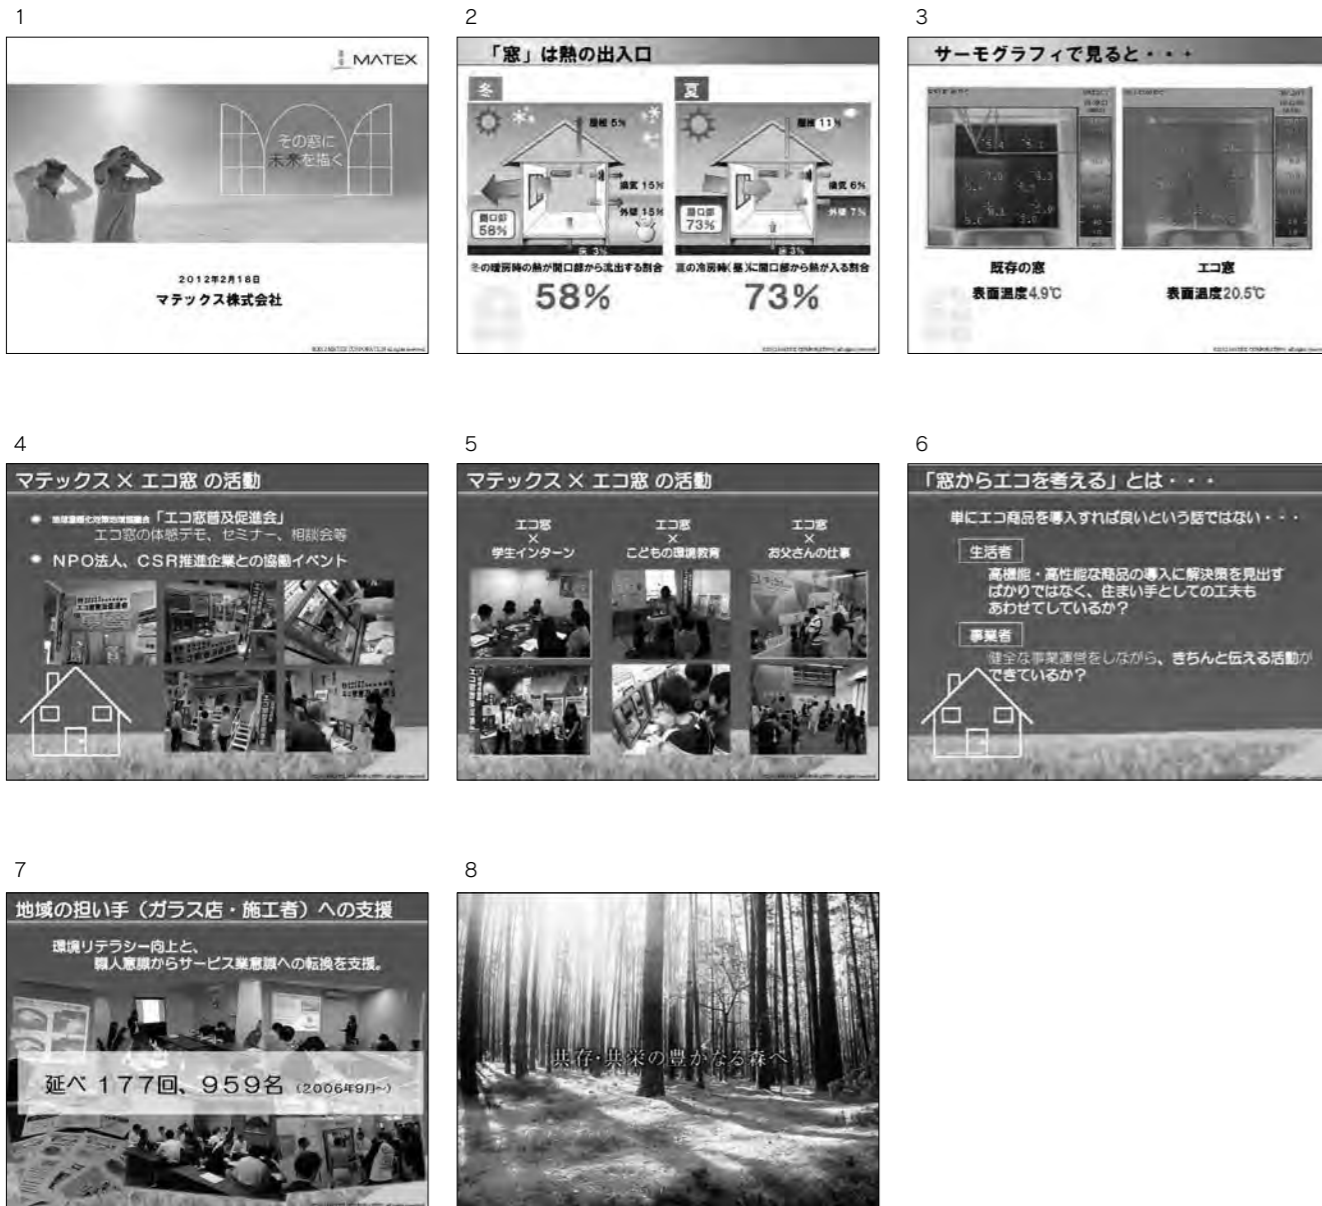 1
MATEX
その窓に
未来を描く
2012年2月18日
マテックス株式会社
2
「窓」は熱の出入口
冬
屋根 5%
換気 15%
外壁 15%
開口部
58%
床 3%
冬の暖房時の熱が開口部から流出する割合
58%
夏
屋根 11%
換気 6%
外壁 7%
開口部
73%
床 3%
夏の冷房時(昼)に開口部から熱が入る割合
73%
3
サーモグラフィで見ると・・・
既存の窓
表面温度4.9℃
エコ窓
表面温度20.5℃
4
マテックス × エコ窓 の活動
地球温暖化対策地域協議会「エコ窓普及促進会」
エコ窓の体感デモ、セミナー、相談会等
NPO法人、CSR推進企業との協働イベント
5
マテックス × エコ窓 の活動
エコ窓
×
学生インターン
エコ窓
×
こどもの環境教育
エコ窓
×
お父さんの仕事
6
「窓からエコを考える」とは・・・
単にエコ商品を導入すれば良いという話ではない・・・
生活者
高機能・高性能な商品の導入に解決策を見出す
ばかりではなく、住まい手としての工夫も
あわせてしているか？
事業者
健全な事業運営をしながら、きちんと伝える活動が
できているか？
7
地域の担い手（ガラス店・施工者）への支援
環境リテラシー向上と、
職人意識からサービス業意識への転換を支援。
延べ 177回、959名 (2006年9月~)
8
共存・共栄の豊かなる森へ